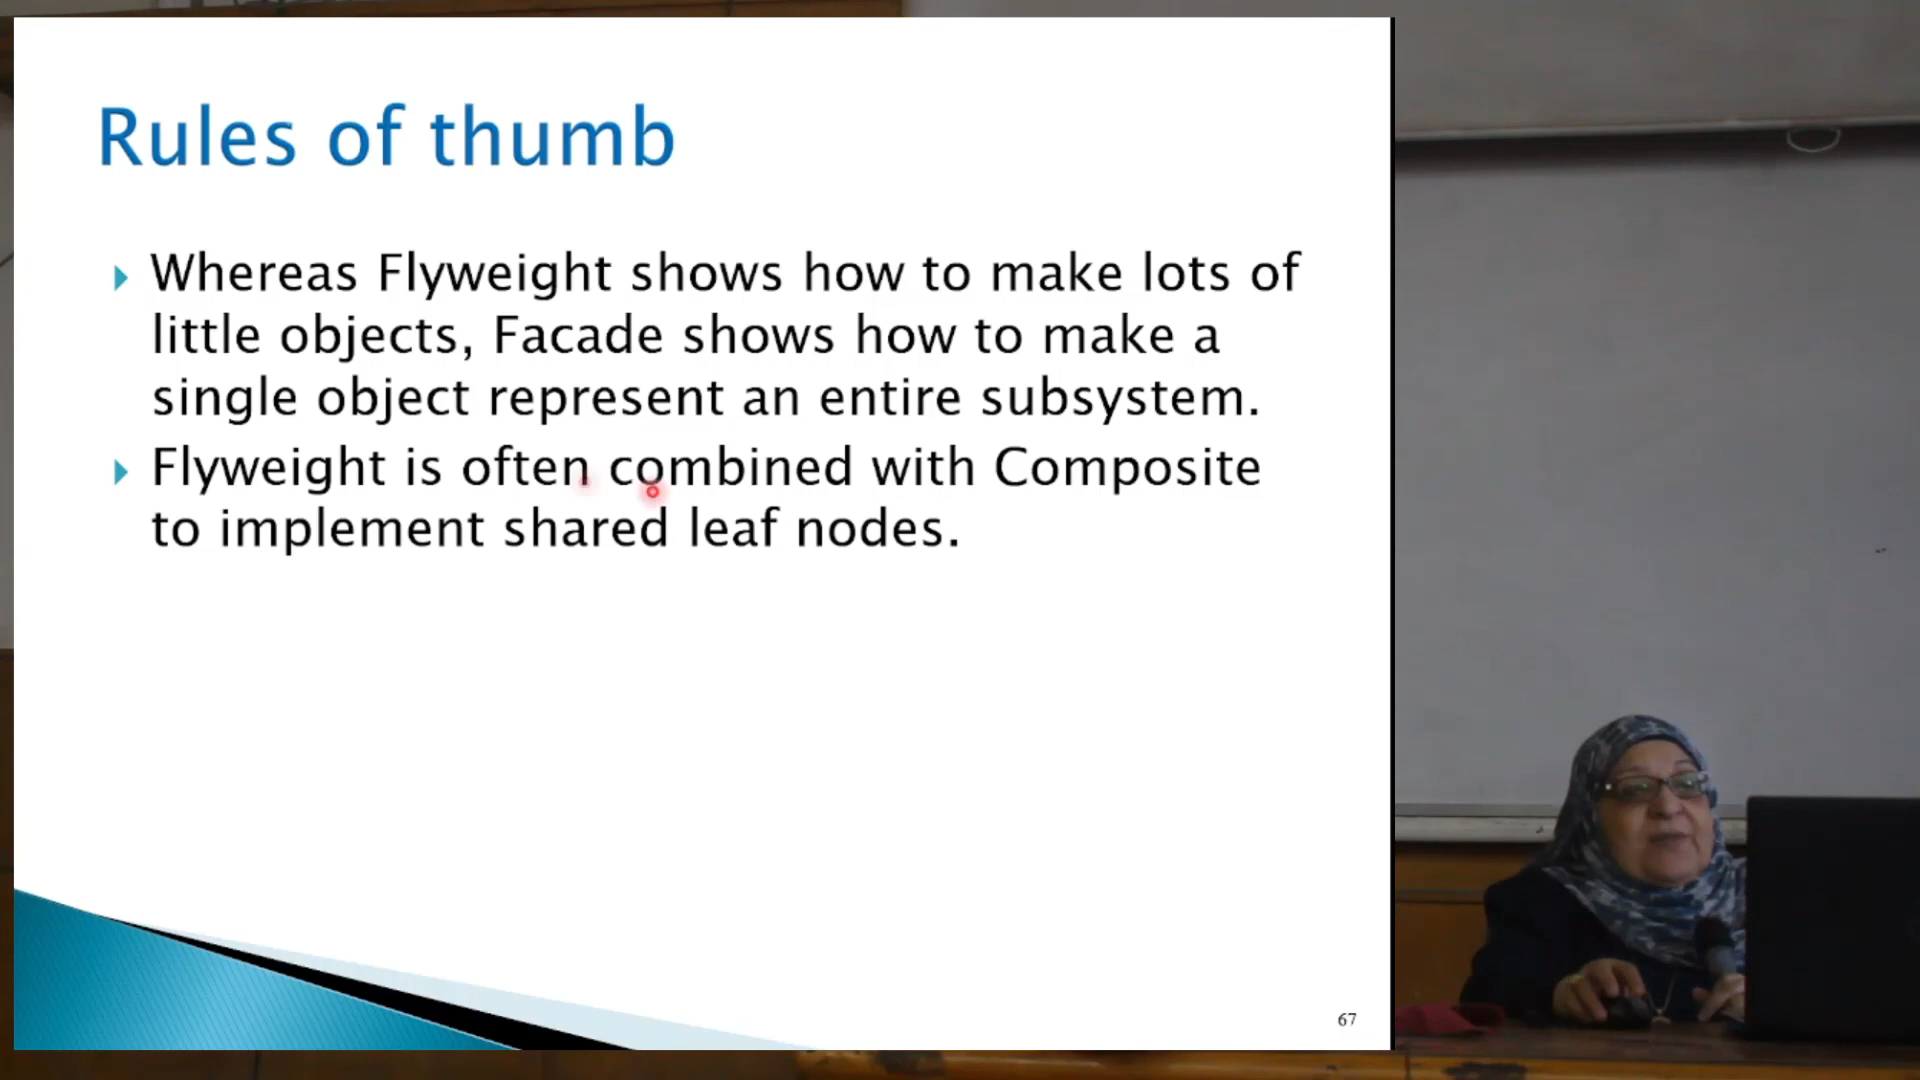 Rules of thumb
Whereas Flyweight shows how to make lots of
little objects, Facade shows how to make a
single object represent an entire subsystem.
Flyweight is often combined with Composite
to implement shared leaf nodes.
67